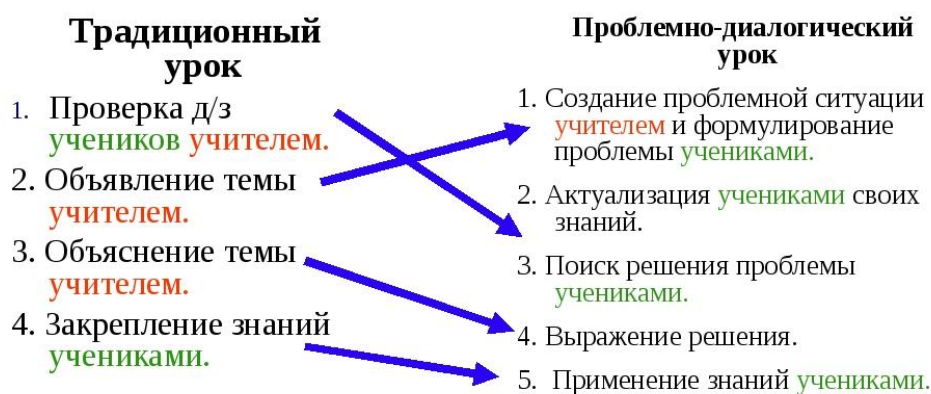 Традиционный
урок
1. Проверка д/з
учеников учителем.
2. Объявление темы
учителем.
3. Объяснение темы
учителем.
4. Закрепление знаний
учениками.
Проблемно-диалогический
урок
1. Создание проблемной ситуации
учителем и формулирование
проблемы учениками.
2. Актуализация учениками своих
знаний.
3. Поиск решения проблемы
учениками.
4. Выражение решения.
5. Применение знаний учениками.